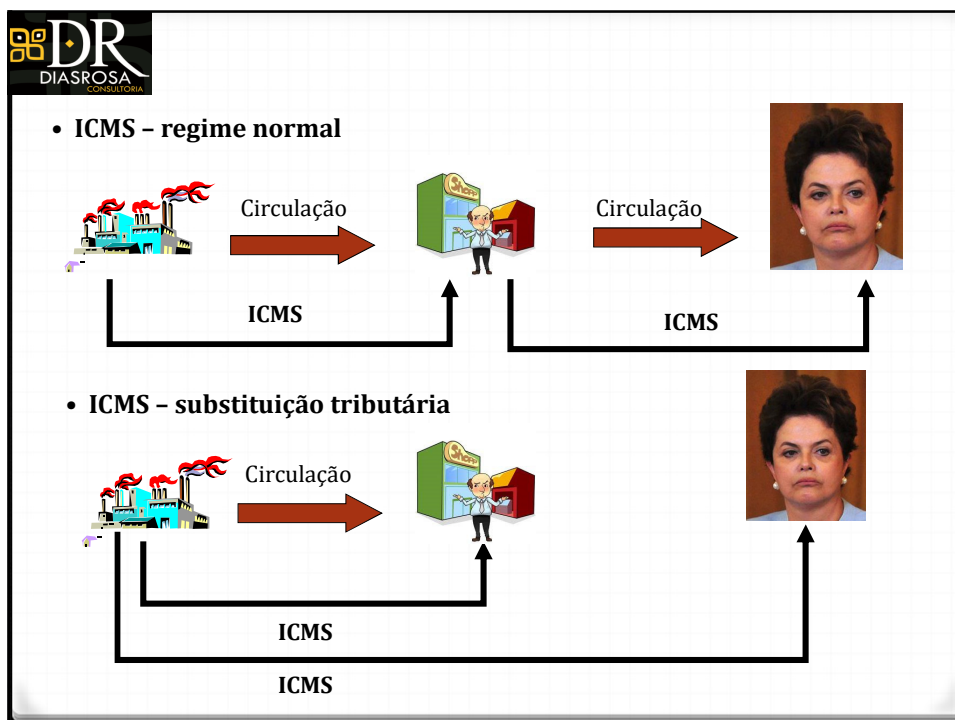 DR
DIASROSA
CONSULTORIA
• ICMS – regime normal
Circulação
Circulação
ICMS
ICMS
• ICMS – substituição tributária
Circulação
ICMS
ICMS